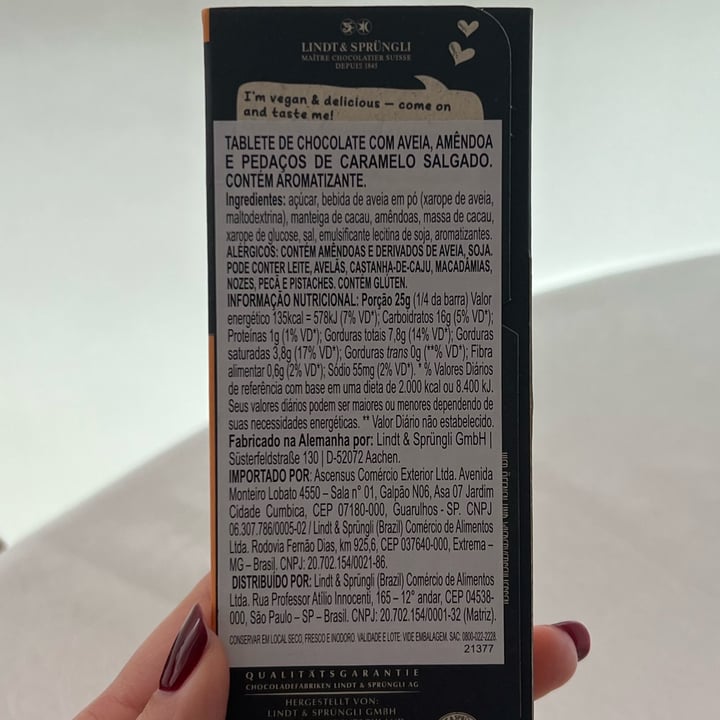 LINDT & SPRÜNGLI
MAÎTRE CHOCOLATIER SUISSE
DEPUIS 1845
I'm vegan & delicious – come on
and taste me!
TABLETE DE CHOCOLATE COM AVEIA, AMÊNDOA
E PEDAÇOS DE CARAMELO SALGADO.
CONTÉM AROMATIZANTE.
Ingredientes: açúcar, bebida de aveia em pó (xarope de aveia,
maltodextrina), manteiga de cacau, amêndoas, massa de cacau,
xarope de glucose, sal, emulsificante lecitina de soja, aromatizantes.
ALÉRGICOS: CONTÉM AMÊNDOAS E DERIVADOS DE AVEIA, SOJA.
PODE CONTER LEITE, AVELÃS, CASTANHA-DE-CAJU, MACADÂMIAS,
NOZES, PECÃ E PISTACHES. CONTÉM GLÚTEN.
INFORMAÇÃO NUTRICIONAL: Porção 25g (1/4 da barra) Valor
energético 135kcal = 578kJ (7% VD*); Carboidratos 16g (5% VD*);
Proteínas 1g (1% VD*); Gorduras totais 7,8g (14% VD*); Gorduras
saturadas 3,8g (17% VD*); Gorduras trans 0g (**% VD*); Fibra
alimentar 0,6g (2% VD*); Sódio 55mg (2% VD*). * % Valores Diários
de referência com base em uma dieta de 2.000 kcal ou 8.400 kJ.
Seus valores diários podem ser maiores ou menores dependendo de
suas necessidades energéticas. ** Valor Diário não estabelecido.
Fabricado na Alemanha por: Lindt & Sprüngli GmbH |
Süsterfeldstraße 130 | D-52072 Aachen.
IMPORTADO POR: Ascensus Comércio Exterior Ltda. Avenida
Monteiro Lobato 4550 – Sala n° 01, Galpão N06, Asa 07 Jardim
Cidade Cumbica, CEP 07180-000, Guarulhos - SP. CNPJ
06.307.786/0005-02 / Lindt & Sprüngli (Brazil) Comércio de Alimentos
Ltda. Rodovia Fernão Dias, km 925,6, CEP 037640-000, Extrema –
MG – Brasil. CNPJ: 20.702.154/0021-86.
DISTRIBUÍDO POR: Lindt & Sprüngli (Brazil) Comércio de Alimentos
Ltda. Rua Professor Atílio Innocenti, 165 – 12° andar, CEP 04538-
000, São Paulo – SP – Brasil. CNPJ: 20.702.154/0001-32 (Matriz).
CONSERVAR EM LOCAL SECO, FRESCO E INODORO. VALIDADE E LOTE: VIDE EMBALAGEM. SAC: 0800-022-2228.
21377
QUALITÄTSGARANTIE
CHOCOLADEFABRIKEN LINDT & SPRÜNGLI AG
HERGESTELLT VON:
LINDT & SPRÜNGLI GMBH